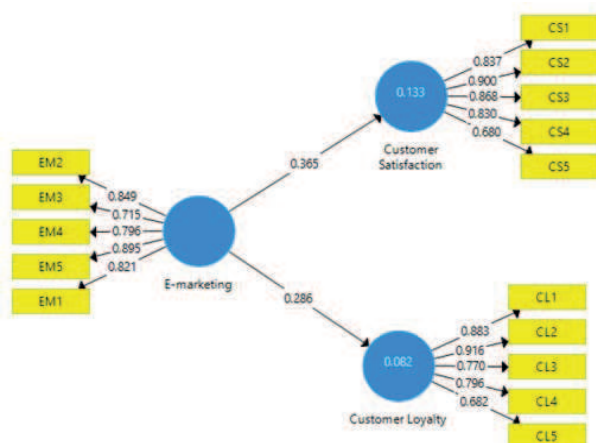 CS1
0.837
CS2
0.900
0.133
0.868
CS3
0.830
CS4
0.680
Customer
Satisfaction
CS5
0.365
EM2
0.849
EM3
0.715
EM4
0.796
0.895
EM5
0.821
E-marketing
EM1
0.286
CL1
0.883
CL2
0.916
0.082
0.770
CL3
0.796
CL4
0.682
Customer Loyalty
CL5